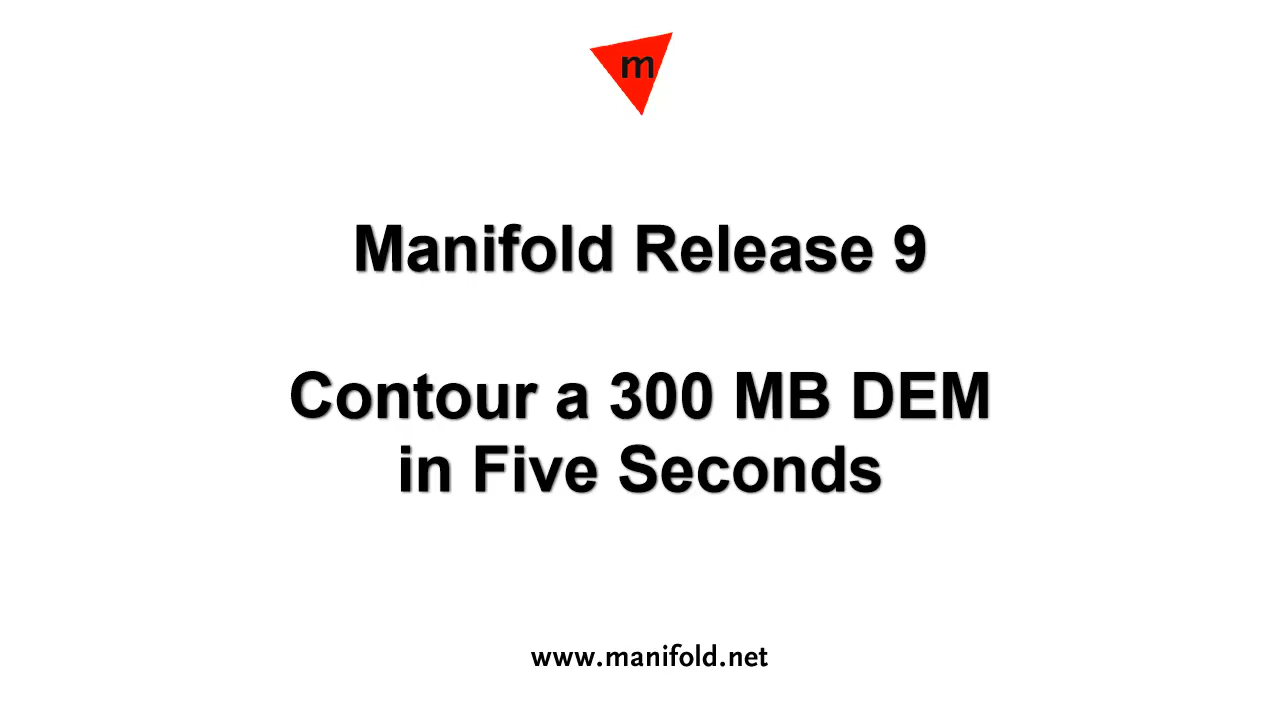 m
Manifold Release 9
Contour a 300 MB DEM
in Five Seconds
www.manifold.net